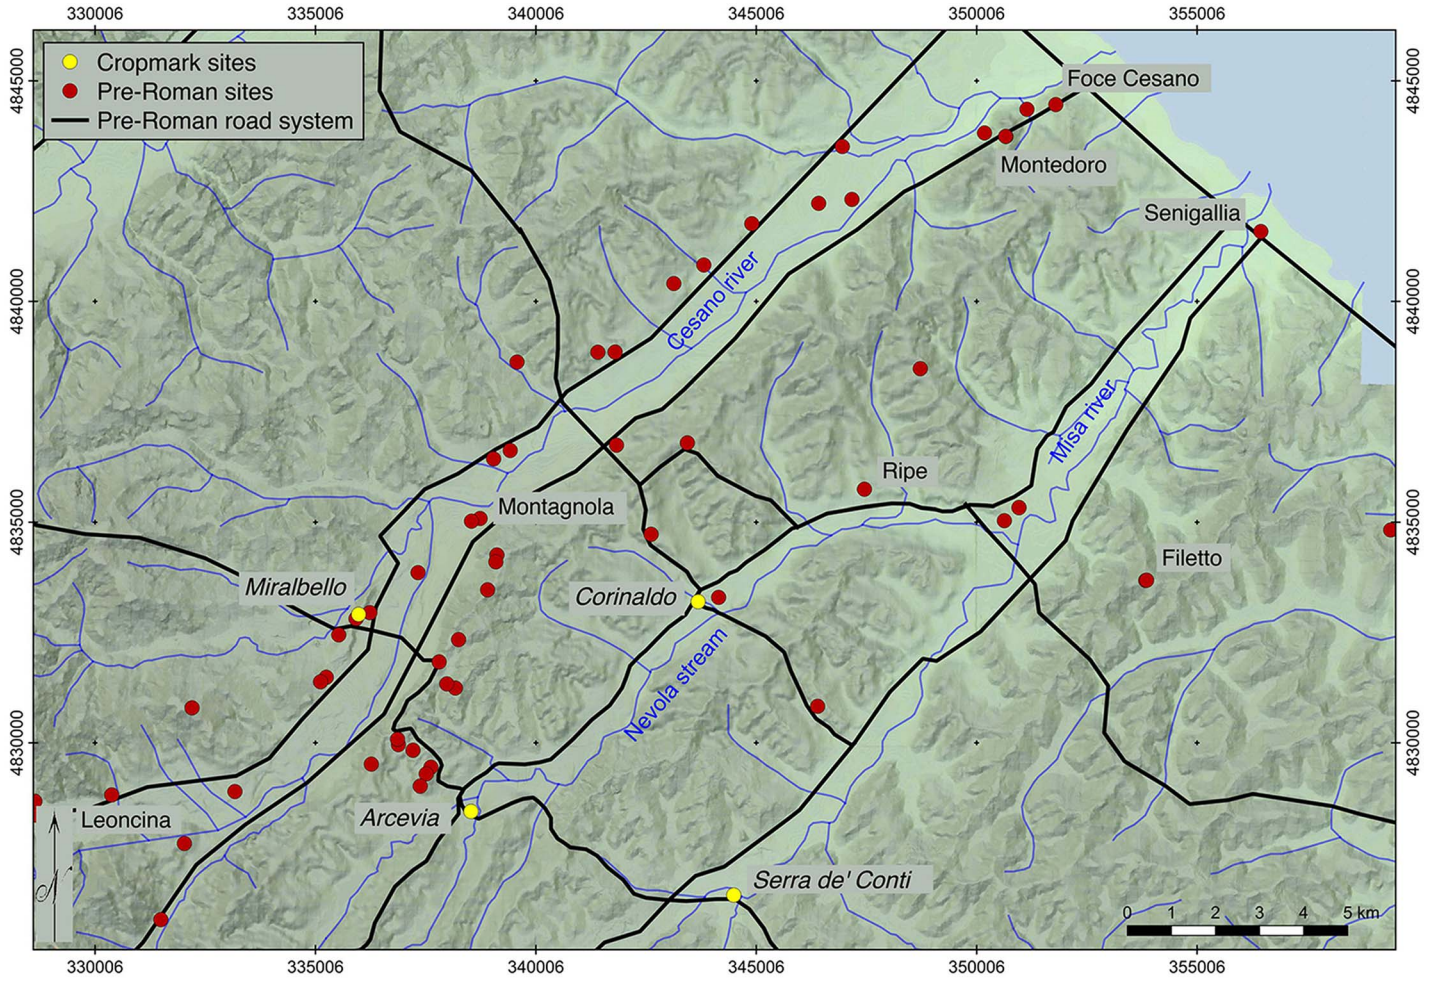 330006 335006 340006 345006 350006 355006
4845000 4845000
Cropmark sites
Pre-Roman sites
Pre-Roman road system
Foce Cesano
Montedoro
Senigallia
4840000 4840000
Cesano river
Misa river
Ripe
Montagnola
4835000 4835000
Filetto
Miralbello
Corinaldo
Nevola stream
4830000 4830000
Leoncina
Arcevia
Serra de' Conti
N
0 1 2 3 4 5 km
330006 335006 340006 345006 350006 355006